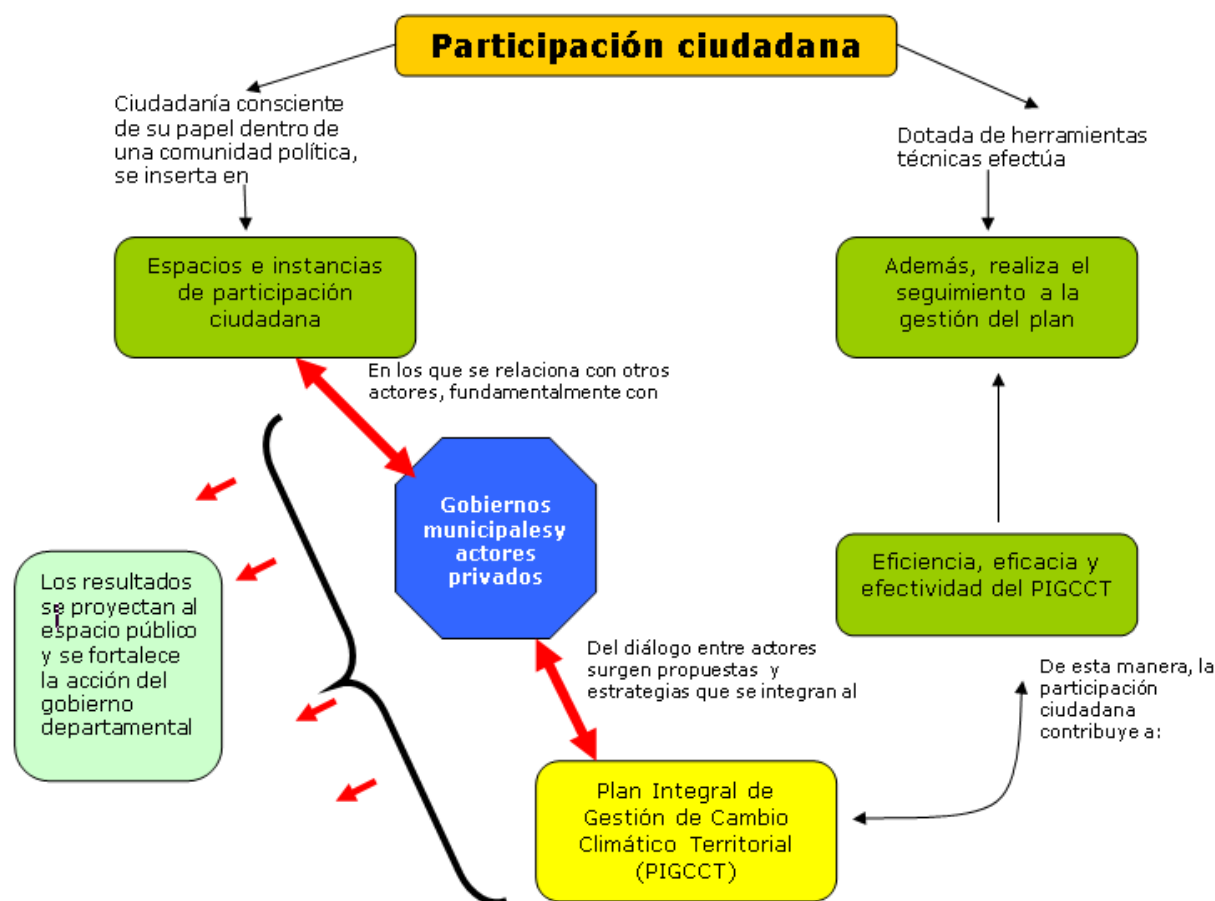 Participación ciudadana
Ciudadanía consciente
de su papel dentro de
una comunidad política,
se inserta en
Dotada de herramientas
técnicas efectúa
Espacios e instancias
de participación
ciudadana
Además, realiza el
seguimiento a la
gestión del plan
En los que se relaciona con otros
actores, fundamentalmente con
Gobiernos
municipalesy
actores
privados
Eficiencia, eficacia y
efectividad del PIGCCT
Los resultados
se proyectan al
espacio público
y se fortalece
la acción del
gobierno
departamental
Del diálogo entre actores
surgen propuestas y
estrategias que se integran al
De esta manera, la
participación
ciudadana
contribuye a:
Plan Integral de
Gestión de Cambio
Climático Territorial
(PIGCCT)